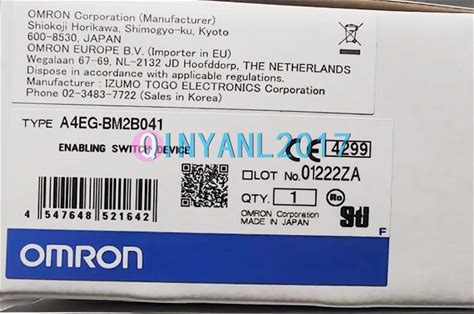 OMRON Corporation (Manufacturer)
Shiokoji Horikawa, Shimogyo-ku, Kyoto
600-8530, JAPAN
OMRON EUROPE B.V. (Importer in EU)
Wegalaan 67-69, NL-2132 JD Hoofddorp, THE NETHERLANDS
Dispose in accordance with applicable regulations.
Manufacturer : IZUMO TOGO ELECTRONICS Corporation
Phone 02-3483-7722 (Sales in Korea)
TYPE A4EG-BM2B041
QINYANL2017
ENABLING SWITCH DEVICE
CE 4299
LOT No.01222ZA
QTY. 1
Ro
OMRON Corporation
MADE IN JAPAN
4 547648 521642
OMRON
F